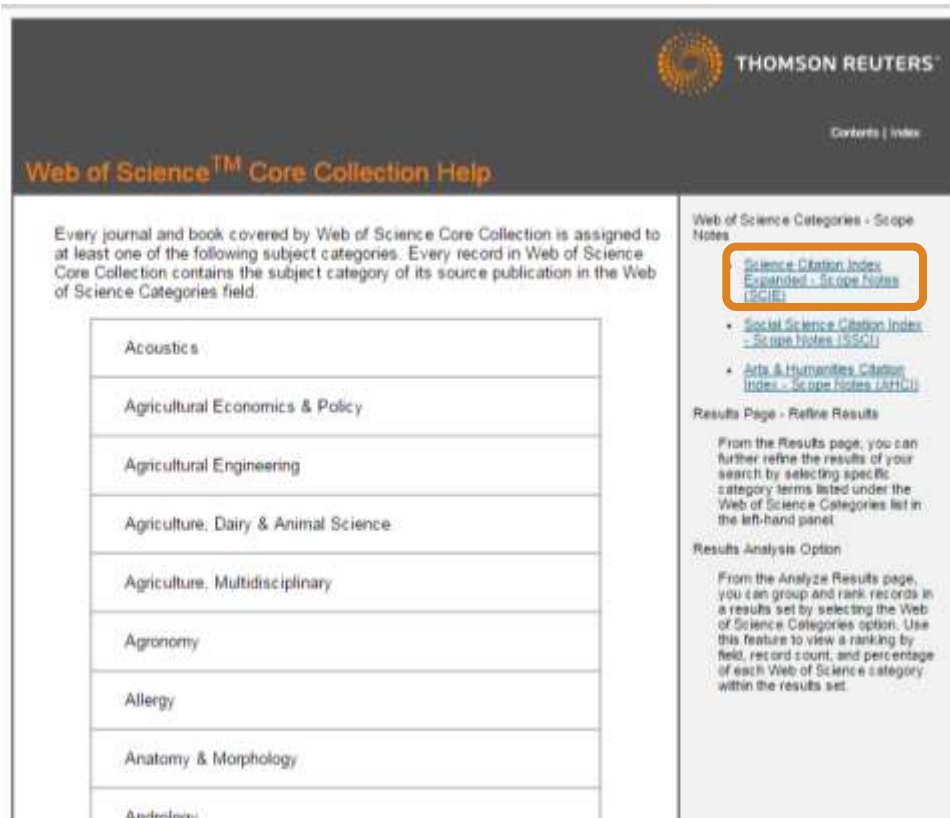 THOMSON REUTERS™
Contents | Index
Web of Science™ Core Collection Help
Every journal and book covered by Web of Science Core Collection is assigned to
at least one of the following subject categories. Every record in Web of Science
Core Collection contains the subject category of its source publication in the Web
of Science Categories field.
Acoustics
Agricultural Economics & Policy
Agricultural Engineering
Agriculture, Dairy & Animal Science
Agriculture, Multidisciplinary
Agronomy
Allergy
Anatomy & Morphology
Andrology
Web of Science Categories - Scope
Notes
• Science Citation Index
Expanded - Scope Notes
(SCIE)
• Social Science Citation Index
- Scope Notes (SSCI)
• Arts & Humanities Citation
Index - Scope Notes (AHCI)
Results Page - Refine Results
From the Results page, you can
further refine the results of your
search by selecting specific
category terms listed under the
Web of Science Categories list in
the left-hand panel
Results Analysis Option
From the Analyze Results page,
you can group and rank records in
a results set by selecting the Web
of Science Categories option. Use
this feature to view a ranking by
field, record count, and percentage
of each Web of Science category
within the results set.